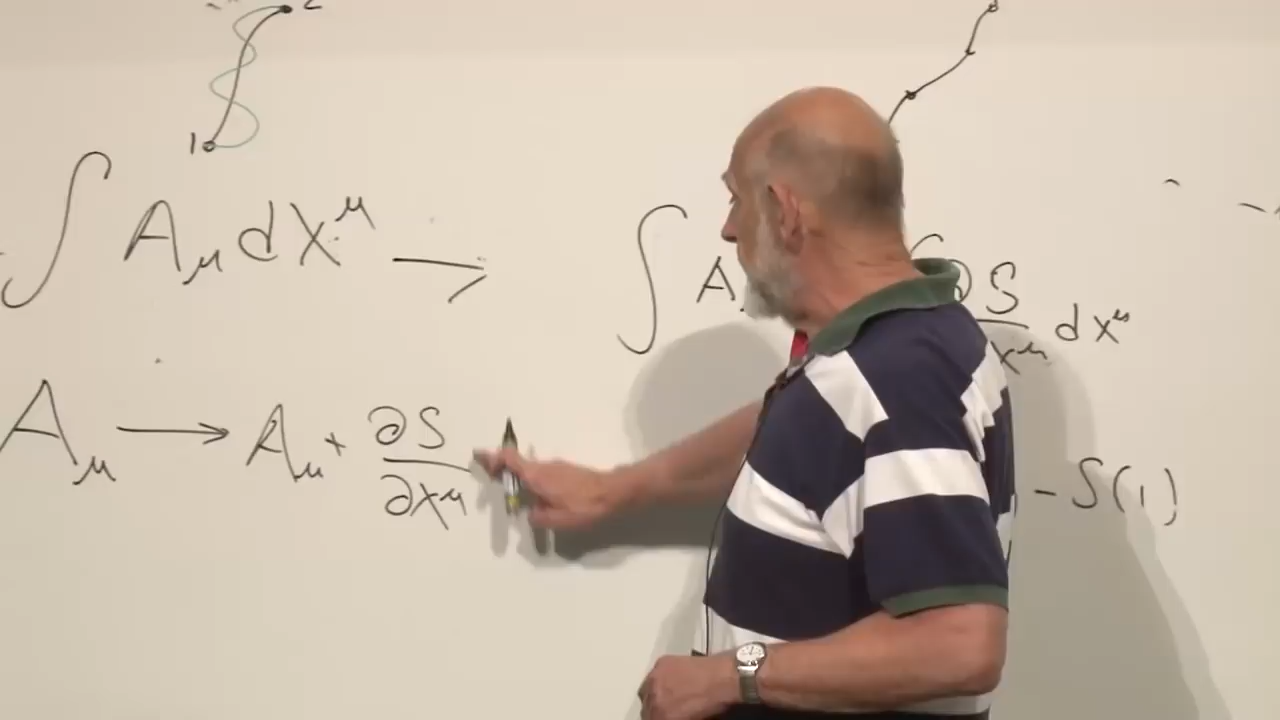 2
1
∫ A_μ dX^μ →
∫ A ∂S/∂x^μ dx^μ
A_μ → A_μ + ∂S/∂x^μ
- S(1)